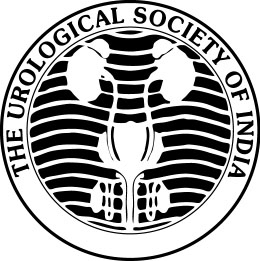 THE UROLOGICAL SOCIETY OF INDIA